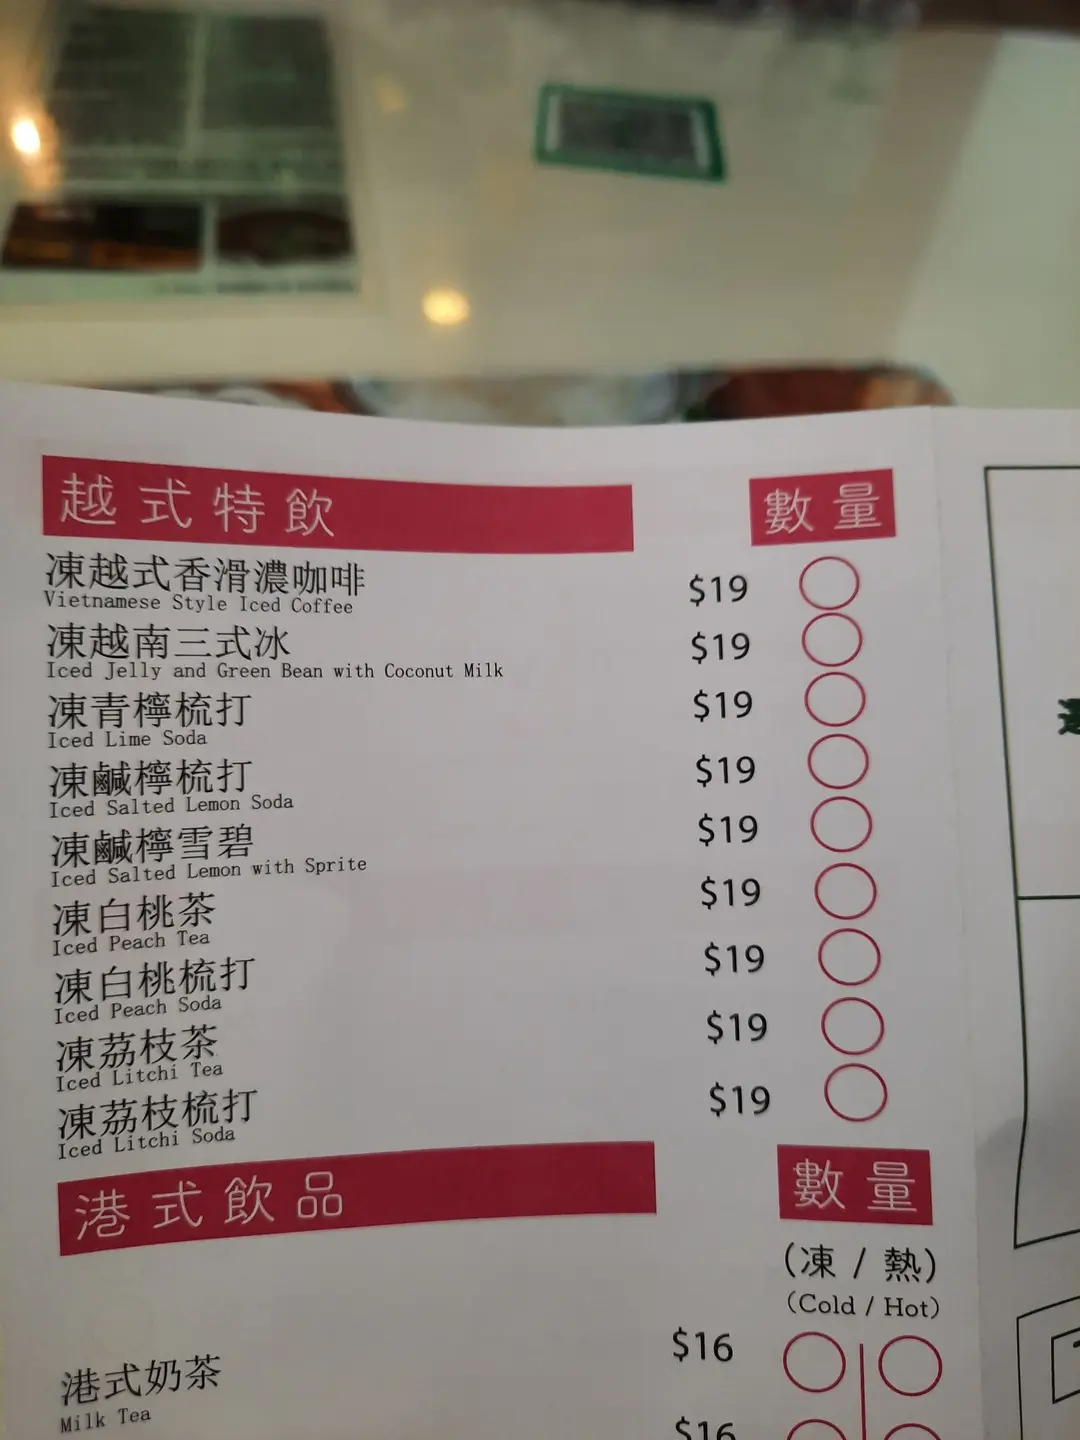 越式特飲 數量
凍越式香滑濃咖啡 $19
Vietnamese Style Iced Coffee
凍越南三式冰 $19
Iced Jelly and Green Bean with Coconut Milk
凍青檸梳打 $19
Iced Lime Soda
凍鹹檸梳打 $19
Iced Salted Lemon Soda
凍鹹檸雪碧 $19
Iced Salted Lemon with Sprite
凍白桃茶 $19
Iced Peach Tea
凍白桃梳打 $19
Iced Peach Soda
凍荔枝茶 $19
Iced Litchi Tea
凍荔枝梳打 $19
Iced Litchi Soda
港式飲品 數量
(凍 / 熱)
(Cold / Hot)
港式奶茶 $16
Milk Tea
$16